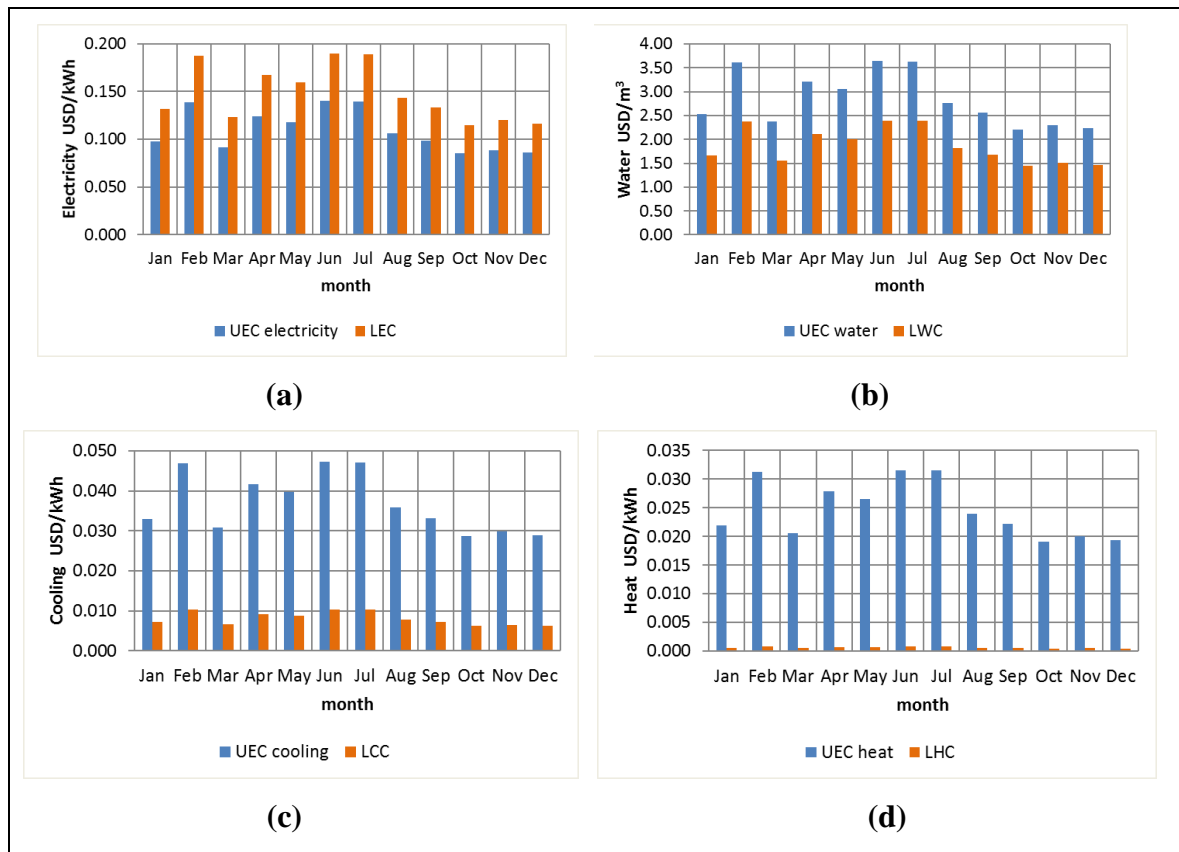 Electricity USD/kWh
0.200
0.150
0.100
0.050
0.000
Jan Feb Mar Apr May Jun Jul Aug Sep Oct Nov Dec
month
UEC electricity LEC
(a)
Water USD/m³
4.00
3.50
3.00
2.50
2.00
1.50
1.00
0.50
0.00
Jan Feb Mar Apr May Jun Jul Aug Sep Oct Nov Dec
month
UEC water LWC
(b)
Cooling USD/kWh
0.050
0.040
0.030
0.020
0.010
0.000
Jan Feb Mar Apr May Jun Jul Aug Sep Oct Nov Dec
month
UEC cooling LCC
(c)
Heat USD/kWh
0.035
0.030
0.025
0.020
0.015
0.010
0.005
0.000
Jan Feb Mar Apr May Jun Jul Aug Sep Oct Nov Dec
month
UEC heat LHC
(d)